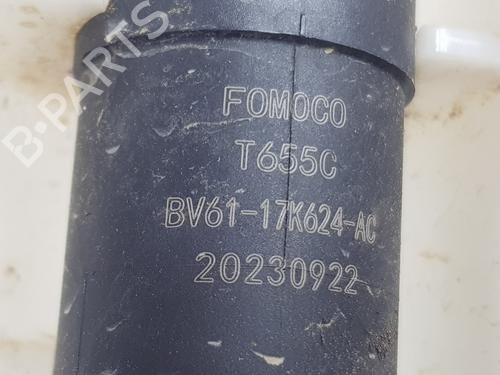 B-PARTS
FOMOCO
T655C
BV61-17K624-AC
20230922